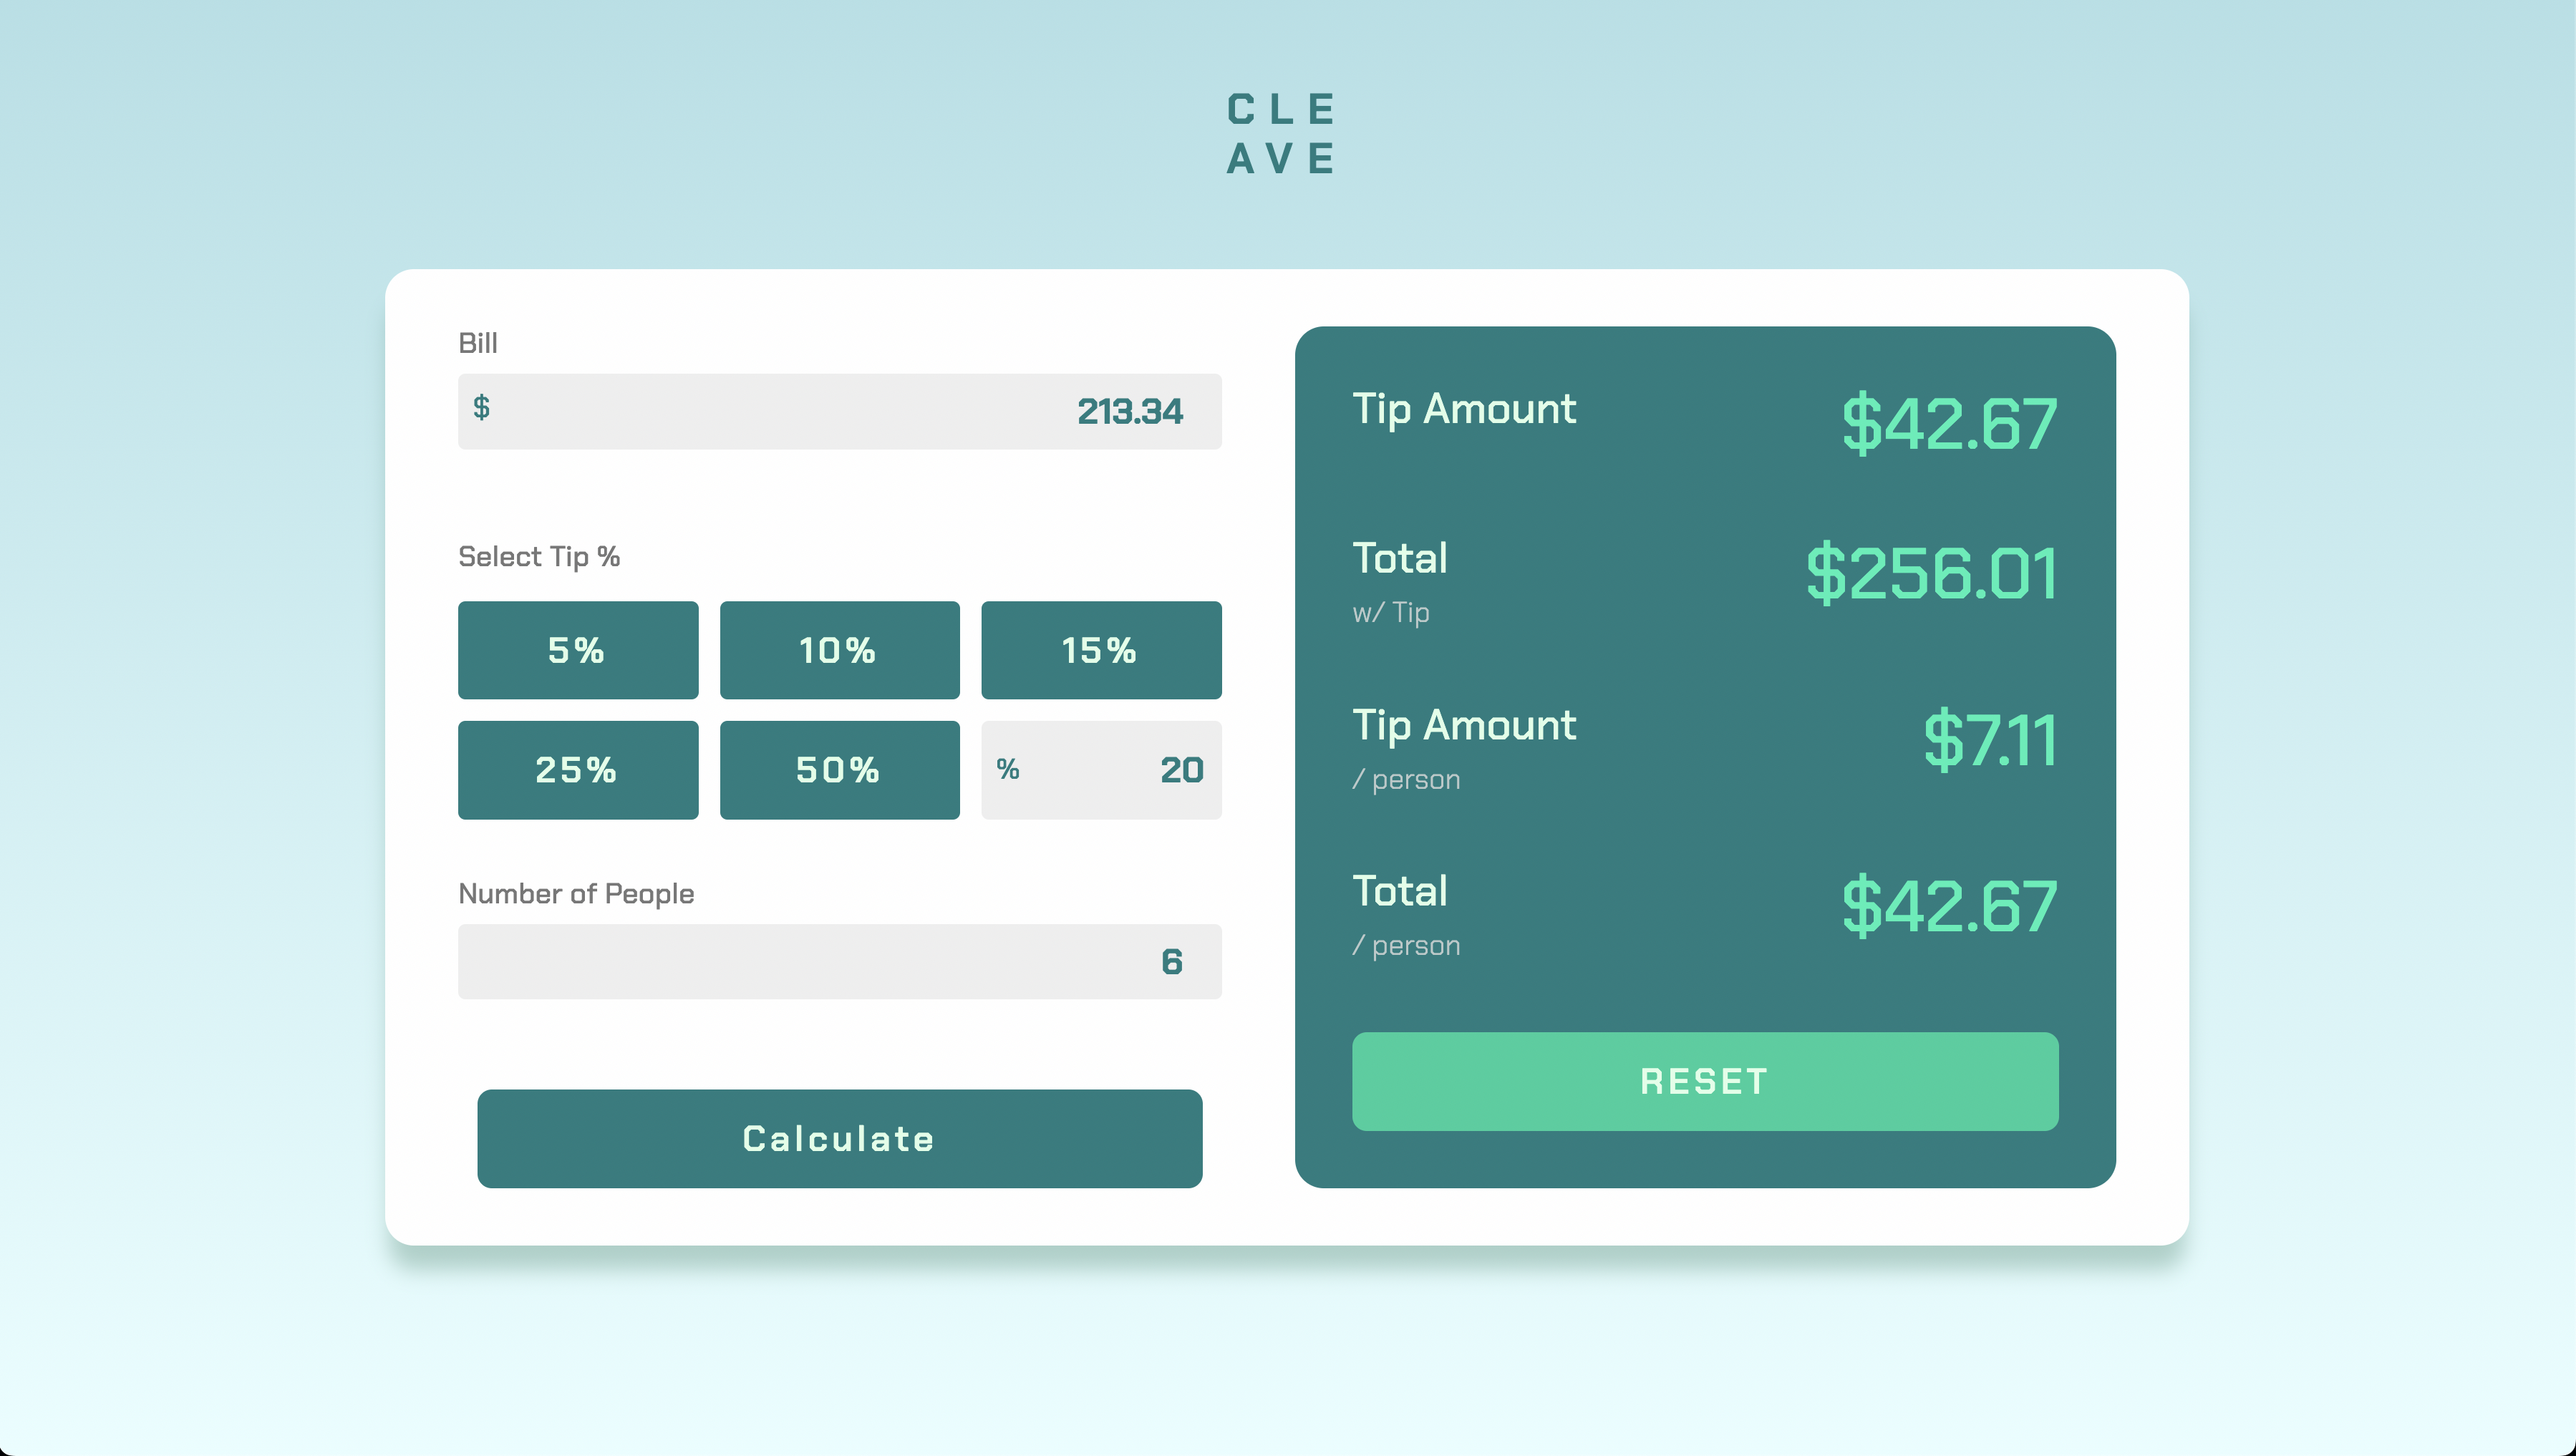 CLE
AVE
Bill
$ 213.34
Select Tip %
5% 10% 15%
25% 50% % 20
Number of People
6
Calculate
Tip Amount $42.67
Total $256.01
w/ Tip
Tip Amount $7.11
/ person
Total $42.67
/ person
RESET